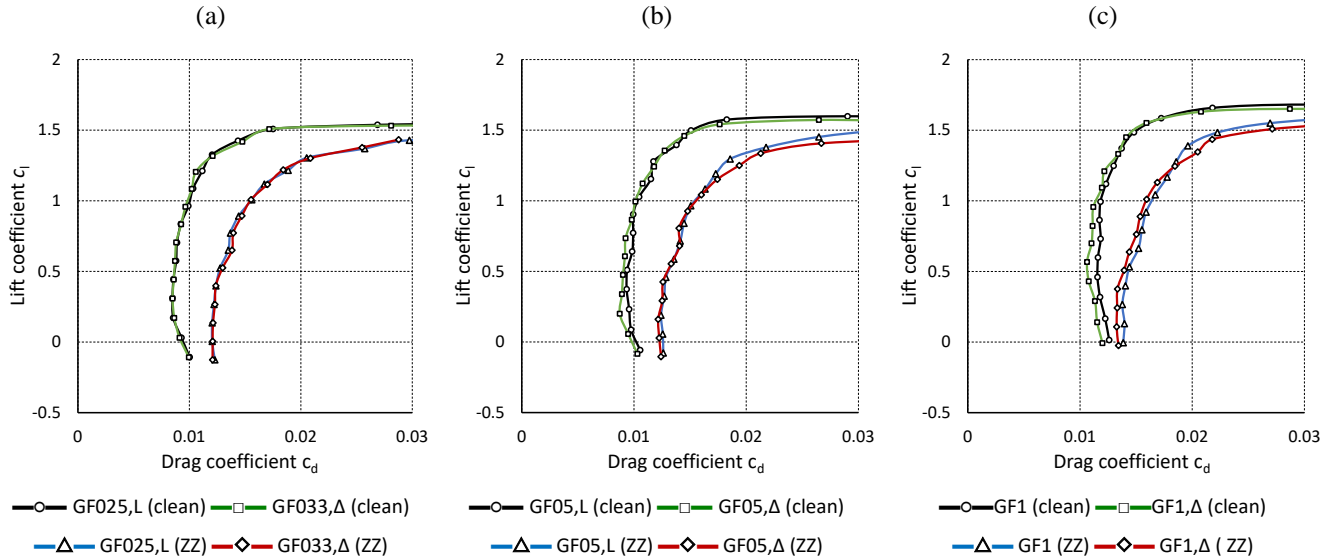 (a)
Lift coefficient c_l
2
1.5
1
0.5
0
-0.5
0 0.01 0.02 0.03
Drag coefficient c_d
GF025,L (clean) GF033,Δ (clean)
GF025,L (ZZ) GF033,Δ (ZZ)
(b)
Lift coefficient c_l
2
1.5
1
0.5
0
-0.5
0 0.01 0.02 0.03
Drag coefficient c_d
GF05,L (clean) GF05,Δ (clean)
GF05,L (ZZ) GF05,Δ (ZZ)
(c)
Lift coefficient c_l
2
1.5
1
0.5
0
-0.5
0 0.01 0.02 0.03
Drag coefficient c_d
GF1 (clean) GF1,Δ (clean)
GF1 (ZZ) GF1,Δ ( ZZ)